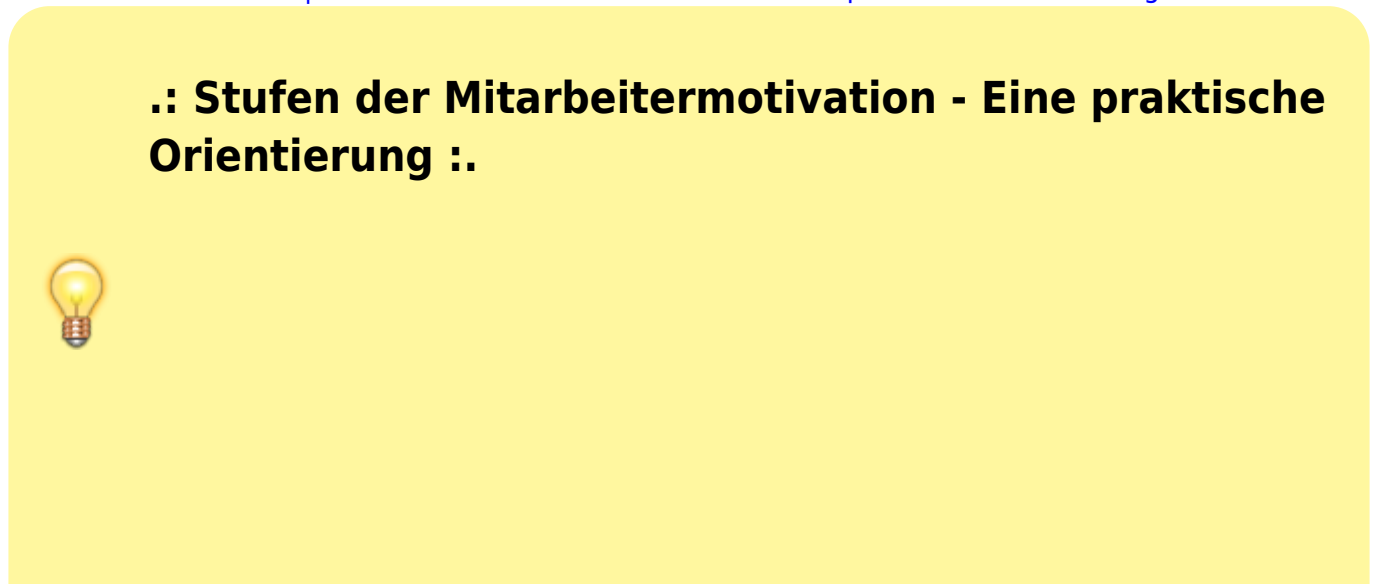 .: Stufen der Mitarbeitermotivation - Eine praktische
Orientierung :.